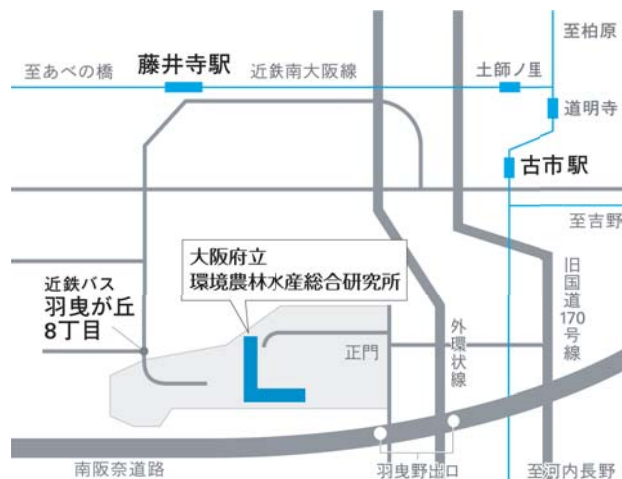 至柏原
藤井寺駅
至あべの橋
近鉄南大阪線
土師ノ里
道明寺
古市駅
至吉野
大阪府立
環境農林水産総合研究所
近鉄バス
羽曳が丘
8丁目
旧国道170号線
外環状線
正門
南阪奈道路
羽曳野出口
至河内長野